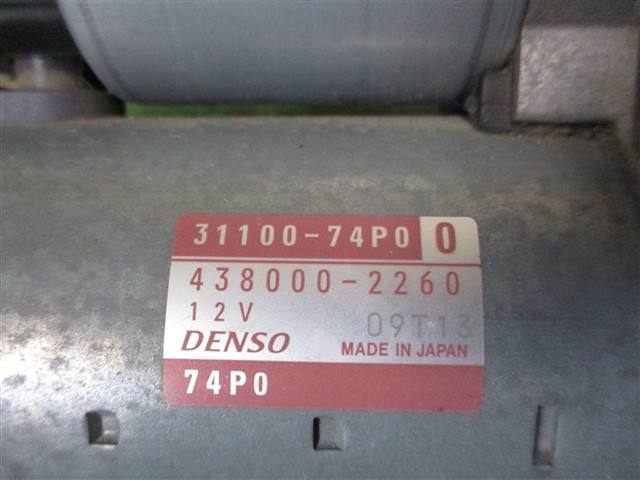 31100-74P0 0
438000-2260
12V 09T13
DENSO MADE IN JAPAN
74P0